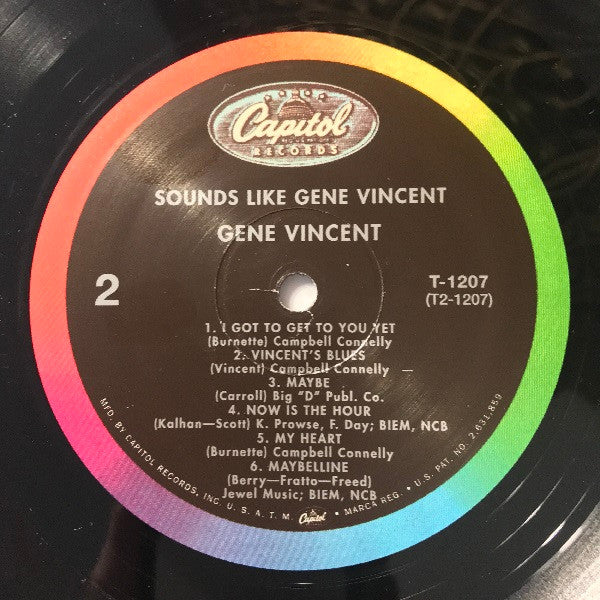 Capitol
RECORDS
SOUNDS LIKE GENE VINCENT
GENE VINCENT
2
T-1207
(T2-1207)
1. I GOT TO GET TO YOU YET
(Burnette) Campbell Connelly
2. VINCENT'S BLUES
(Vincent) Campbell Connelly
3. MAYBE
(Carroll) Big "D" Publ. Co.
4. NOW IS THE HOUR
(Kalhan—Scott) K. Prowse, F. Day; BIEM, NCB
5. MY HEART
(Burnette) Campbell Connelly
6. MAYBELLINE
(Berry—Fratto—Freed)
Jewel Music; BIEM, NCB
MFD. BY CAPITOL RECORDS, INC. U.S.A. T.M. Capitol • MARCA REG. • U.S. PAT. NO. 2,631,859